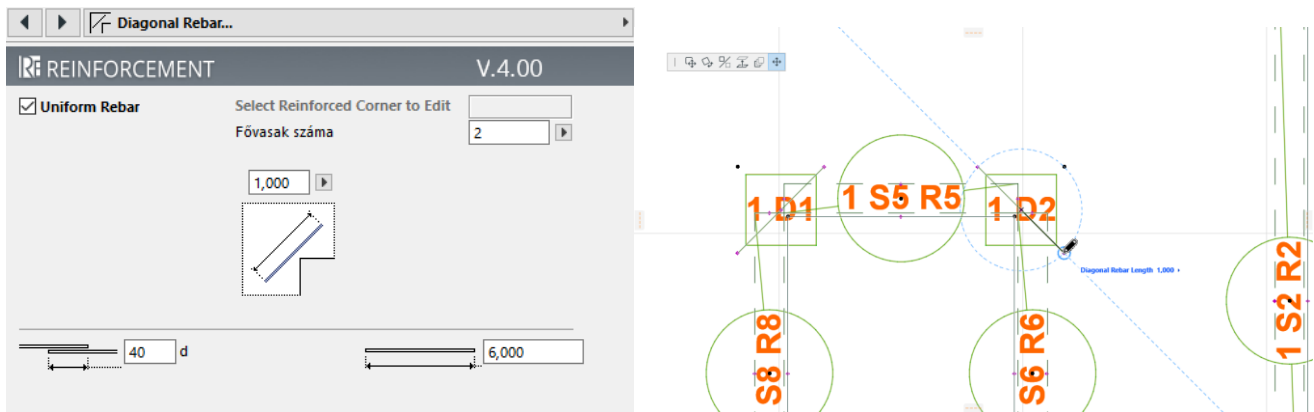 Diagonal Rebar...
REINFORCEMENT V.4.00
Uniform Rebar
Select Reinforced Corner to Edit
Fővasak száma 2
1,000
40 d
6,000
1 D1
1 S5 R5
1 D2
Diagonal Rebar Length 1,000
1 S2 R2
S8 R8
S6 R6